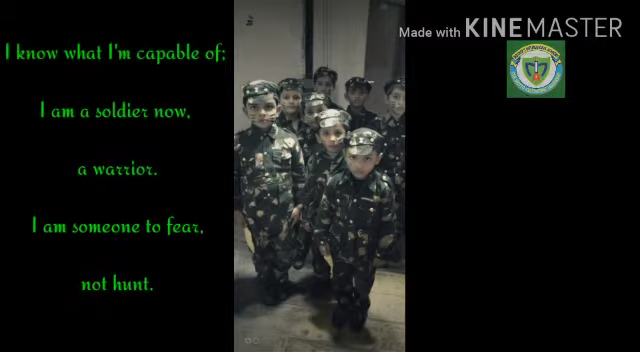 Made with KINEMASTER
I know what I'm capable of;
I am a soldier now,
a warrior.
I am someone to fear,
not hunt.